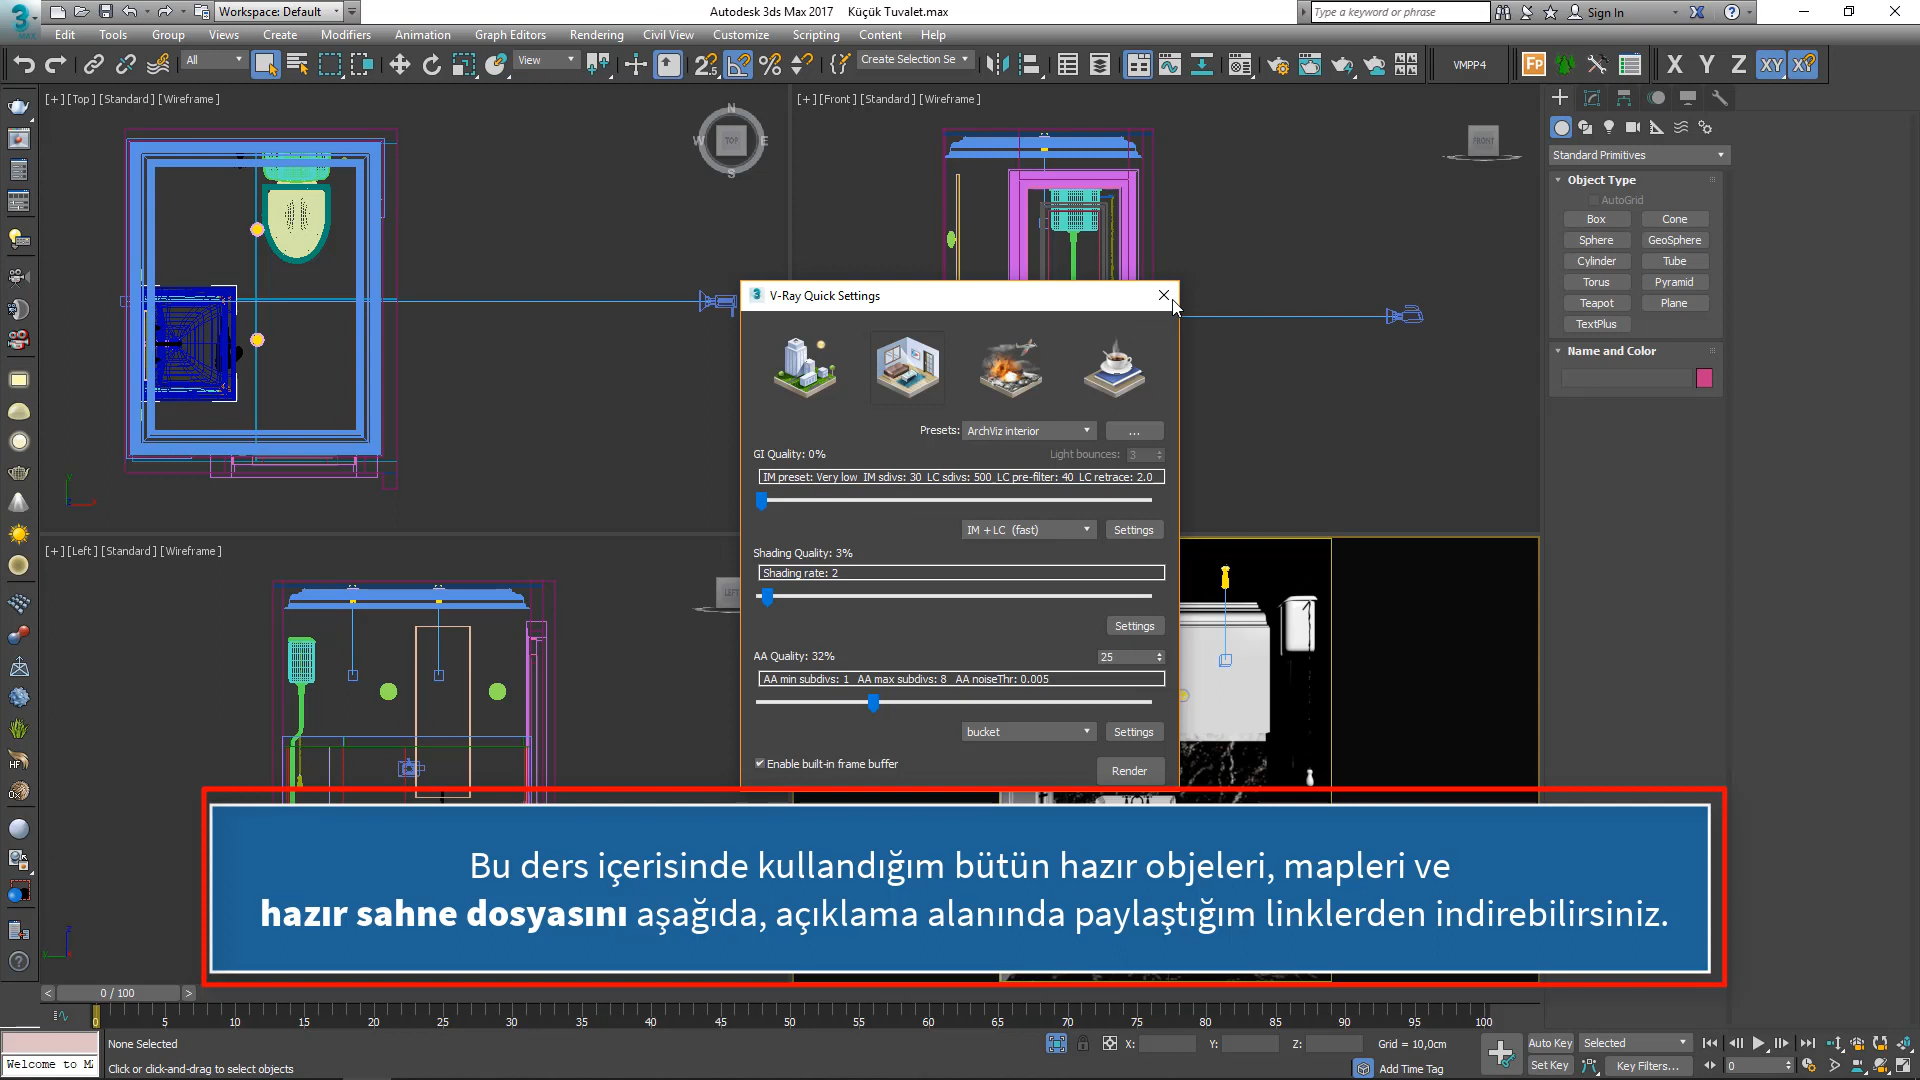 Workspace: Default
Autodesk 3ds Max 2017 Küçük Tuvalet.max
Type a keyword or phrase
Sign In
Edit Tools Group Views Create Modifiers Animation Graph Editors Rendering Civil View Customize Scripting Content Help
All
View
Create Selection Se
VMPP4
Fp
X Y Z XY
[+] [Top] [Standard] [Wireframe]
[+] [Front] [Standard] [Wireframe]
N
W TOP E
S
FRONT
Standard Primitives
Object Type
AutoGrid
Box Cone
Sphere GeoSphere
Cylinder Tube
Torus Pyramid
Teapot Plane
TextPlus
Name and Color
V-Ray Quick Settings
Presets: ArchViz interior ...
GI Quality: 0% Light bounces: 3
IM preset: Very low IM sdivs: 30 LC sdivs: 500 LC pre-filter: 40 LC retrace: 2.0
IM + LC (fast) Settings
Shading Quality: 3%
Shading rate: 2
Settings
AA Quality: 32% 25
AA min subdivs: 1 AA max subdivs: 8 AA noiseThr: 0.005
bucket Settings
Enable built-in frame buffer
Render
[+] [Left] [Standard] [Wireframe]
LEFT
HF
Bu ders içerisinde kullandığım bütün hazır objeleri, mapleri ve
hazır sahne dosyasını aşağıda, açıklama alanında paylaştığım linklerden indirebilirsiniz.
< 0 / 100 >
0 5 10 15 20 25 30 35 40 45 50 55 60 65 70 75 80 85 90 95 100
None Selected
X: Y: Z: Grid = 10,0cm
Auto Key Selected
Welcome to M
Click or click-and-drag to select objects
Add Time Tag
Set Key Key Filters... 0